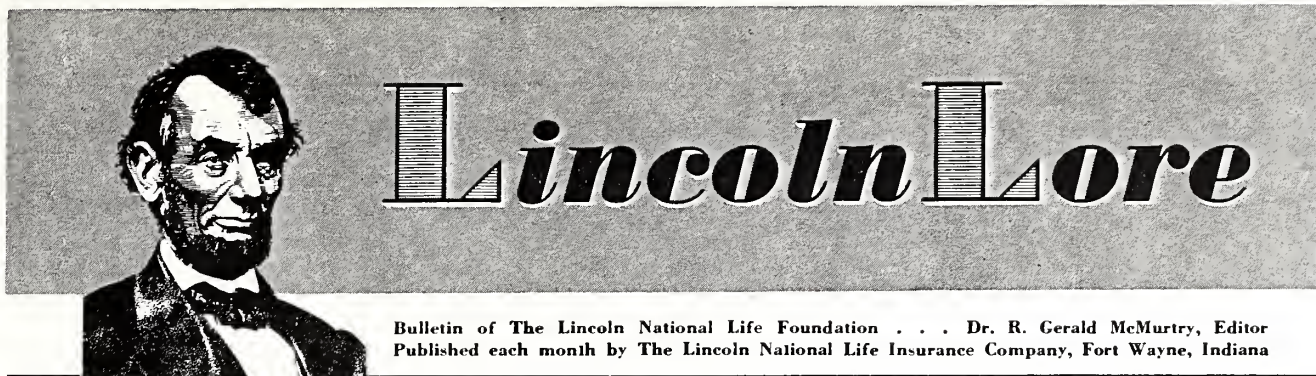 Lincoln Lore
Bulletin of The Lincoln National Life Foundation . . . Dr. R. Gerald McMurtry, Editor
Published each month by The Lincoln National Life Insurance Company, Fort Wayne, Indiana